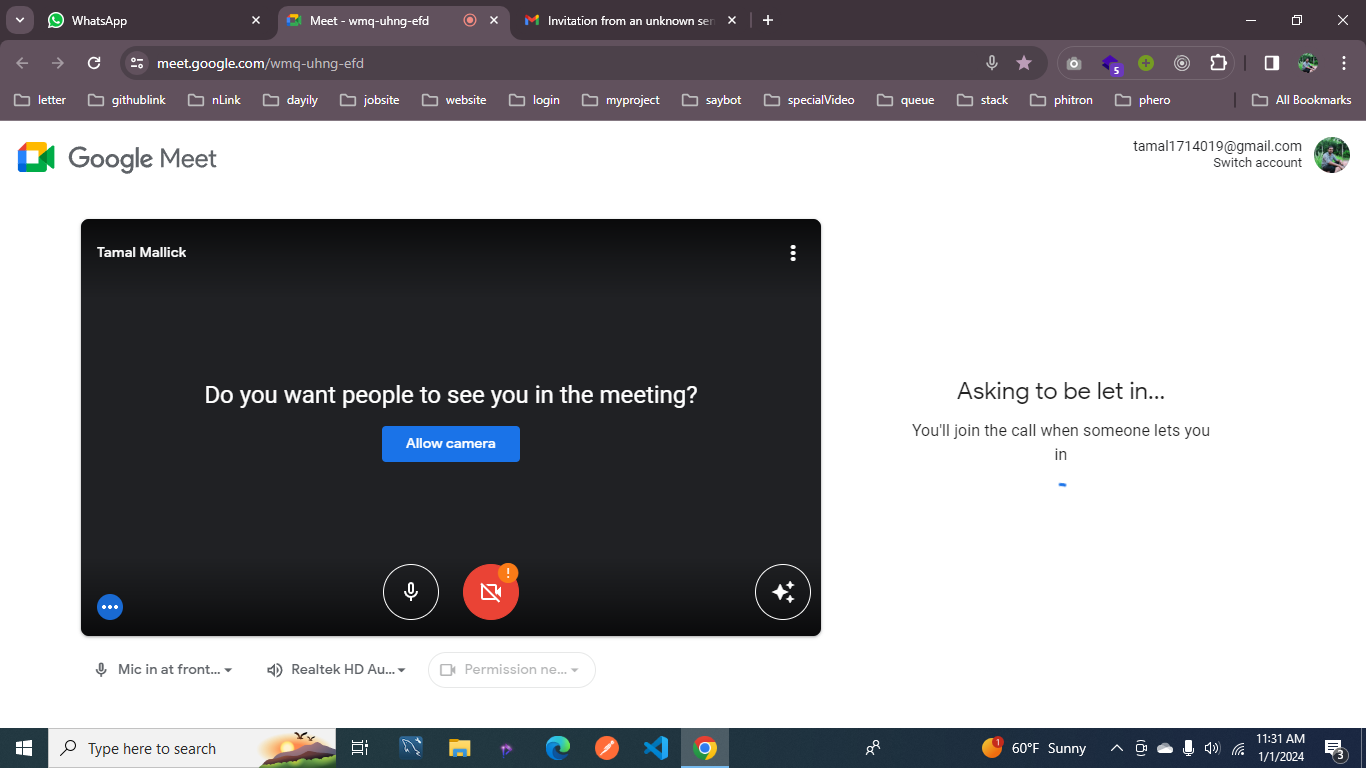 WhatsApp
Meet - wmq-uhng-efd
Invitation from an unknown sen
meet.google.com/wmq-uhng-efd
5
letter
githublink
nLink
dayily
jobsite
website
login
myproject
saybot
specialVideo
queue
stack
phitron
phero
All Bookmarks
Google Meet
tamal1714019@gmail.com
Switch account
Tamal Mallick
Do you want people to see you in the meeting?
Allow camera
!
Asking to be let in...
You'll join the call when someone lets you
in
Mic in at front...
Realtek HD Au...
Permission ne...
Type here to search
1
60°F Sunny
11:31 AM
1/1/2024
3